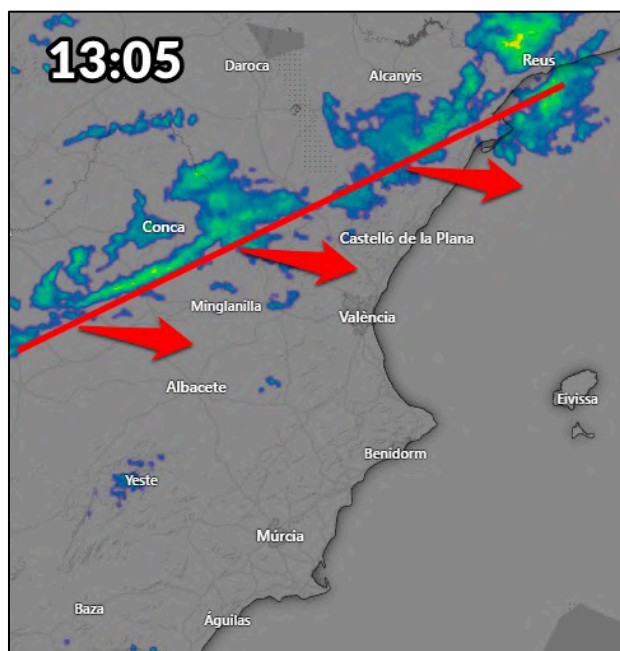 13:05
Daroca
Alcanyís
Reus
Conca
Castelló de la Plana
Minglanilla
València
Albacete
Eivissa
Benidorm
Yeste
Múrcia
Baza
Águilas